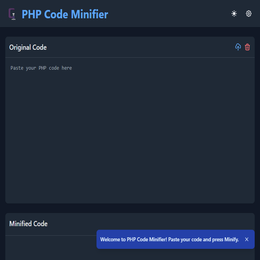 PHP Code Minifier
Original Code
Paste your PHP code here
Minified Code
Welcome to PHP Code Minifier! Paste your code and press Minify.
X